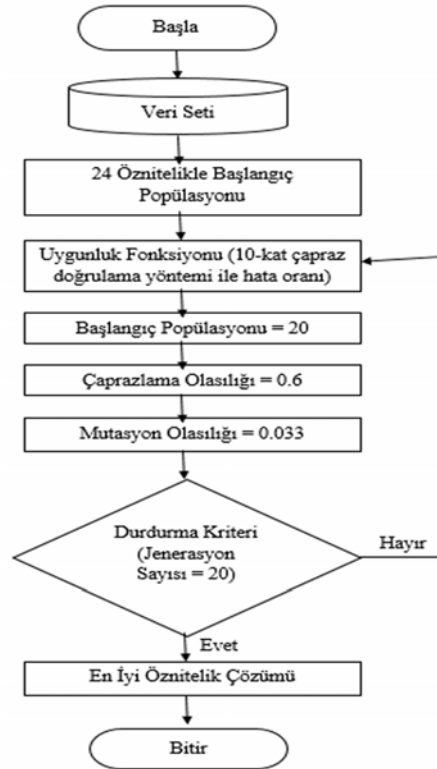 Başla
Veri Seti
24 Öznitelikle Başlangıç
Popülasyonu
Uygunluk Fonksiyonu (10-kat çapraz
doğrulama yöntemi ile hata oranı)
Başlangıç Popülasyonu = 20
Çaprazlama Olasılığı = 0.6
Mutasyon Olasılığı = 0.033
Durdurma Kriteri
(Jenerasyon
Sayısı = 20)
Hayır
Evet
En İyi Öznitelik Çözümü
Bitir